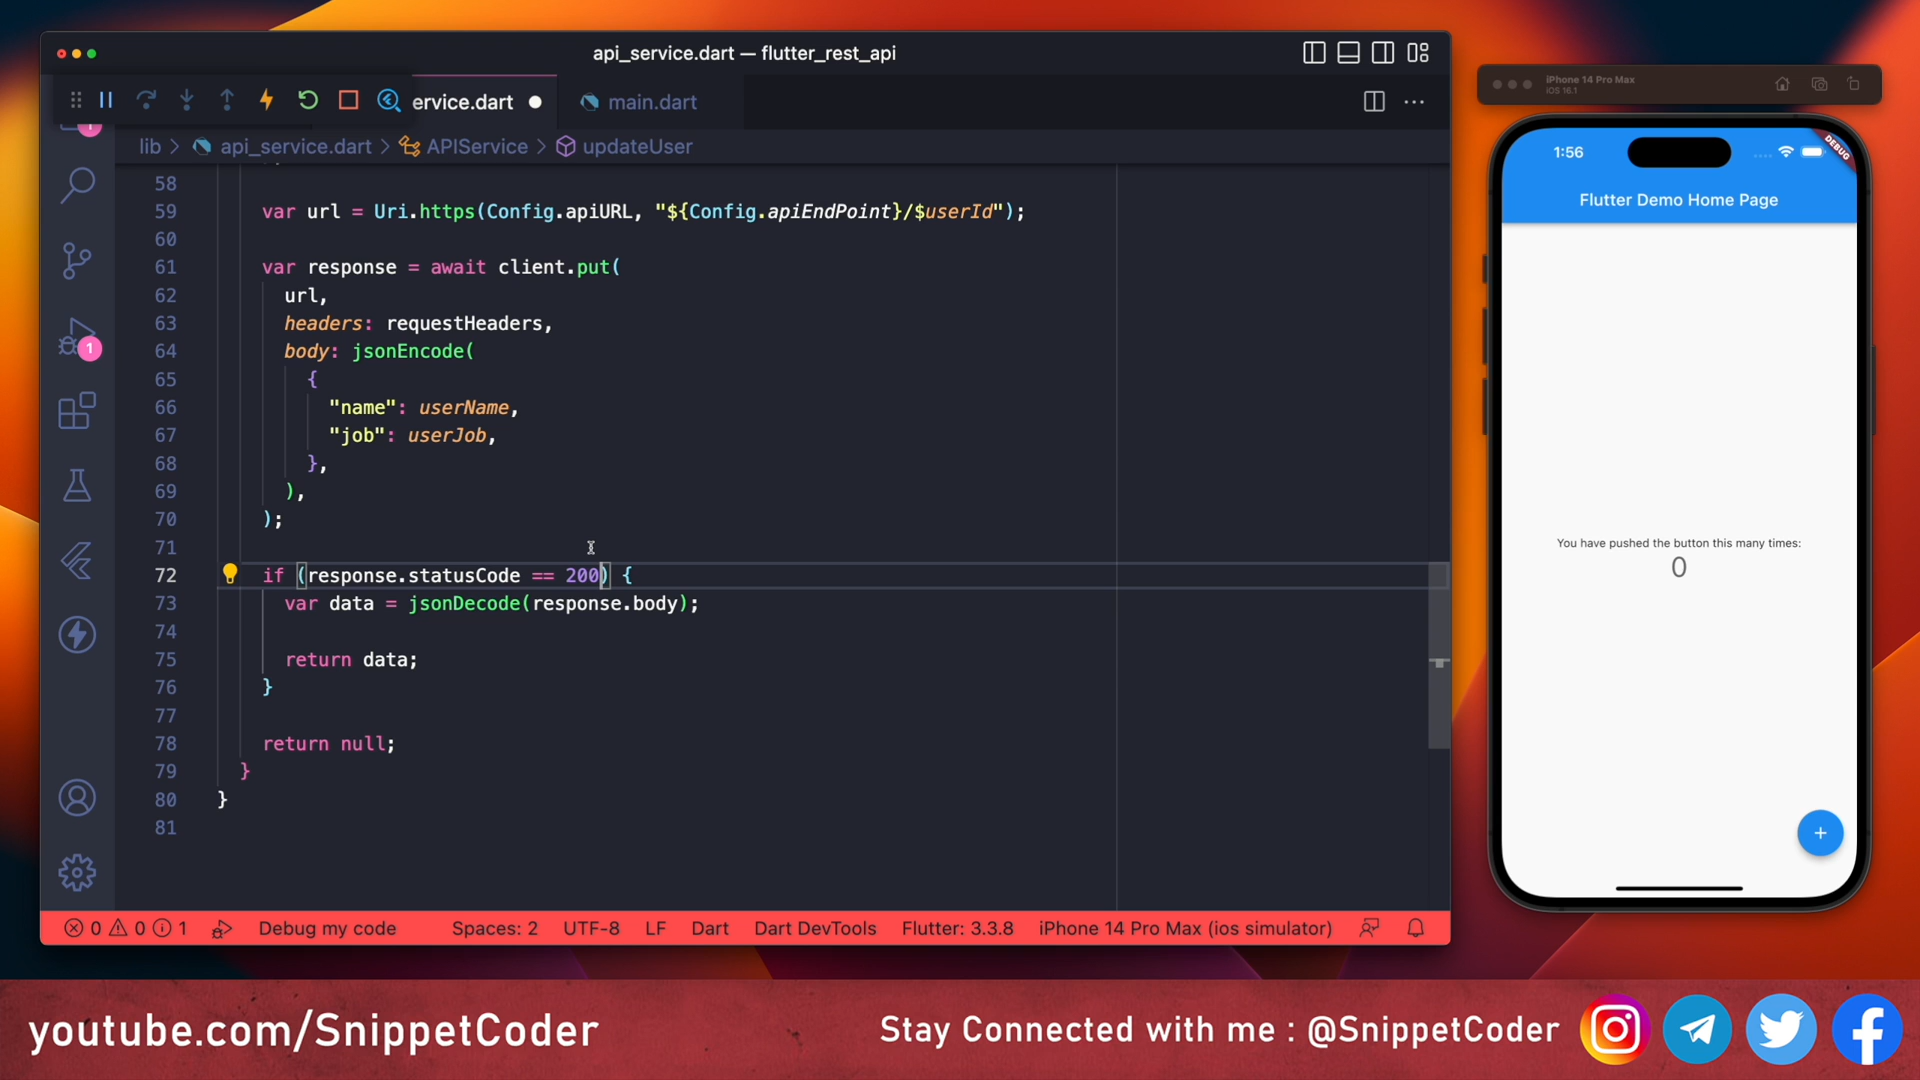 api_service.dart — flutter_rest_api
ervice.dart
main.dart
lib > api_service.dart > APIService > updateUser
58
59 var url = Uri.https(Config.apiURL, "${Config.apiEndPoint}/$userId");
60
61 var response = await client.put(
62 url,
63 headers: requestHeaders,
64 body: jsonEncode(
65 {
66 "name": userName,
67 "job": userJob,
68 },
69 ),
70 );
71
72 if (response.statusCode == 200) {
73 var data = jsonDecode(response.body);
74
75 return data;
76 }
77
78 return null;
79 }
80 }
81
1
1
0 0 1 Debug my code Spaces: 2 UTF-8 LF Dart Dart DevTools Flutter: 3.3.8 iPhone 14 Pro Max (ios simulator)
iPhone 14 Pro Max
iOS 16.1
1:56
DEBUG
Flutter Demo Home Page
You have pushed the button this many times:
0
+
youtube.com/SnippetCoder
Stay Connected with me : @SnippetCoder